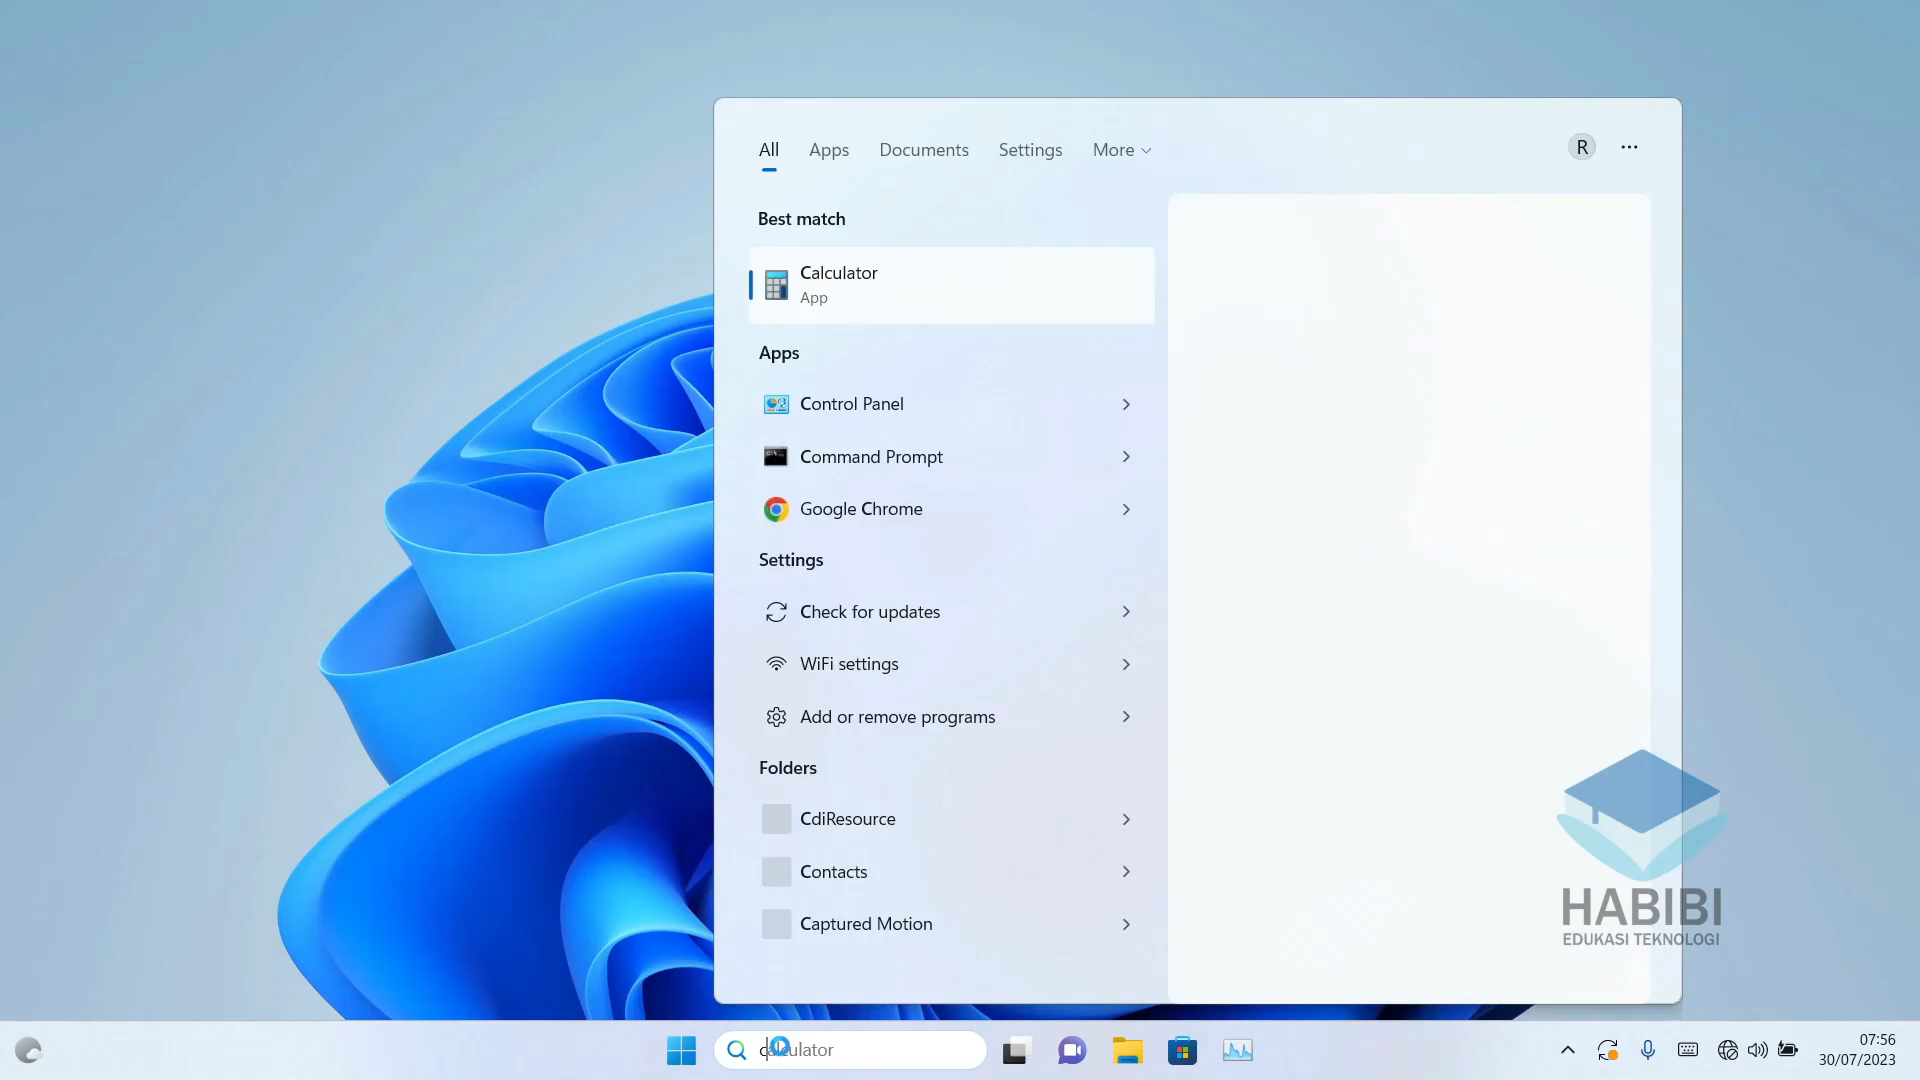 All Apps Documents Settings More
R
Best match
Calculator
App
Apps
Control Panel
Command Prompt
Google Chrome
Settings
Check for updates
WiFi settings
Add or remove programs
Folders
CdiResource
Contacts
Captured Motion
HABIBI
EDUKASI TEKNOLOGI
calculator
07:56
30/07/2023